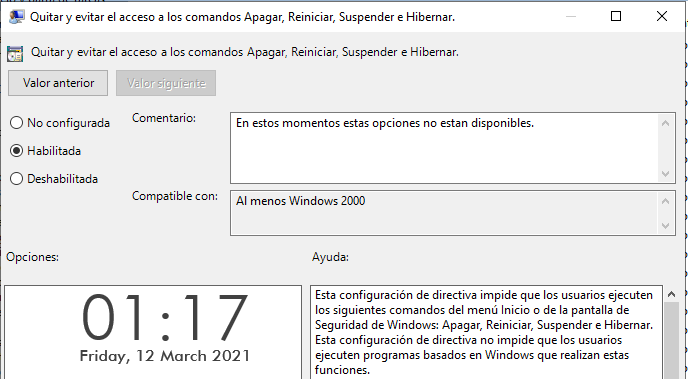 Quitar y evitar el acceso a los comandos Apagar, Reiniciar, Suspender e Hibernar.
Quitar y evitar el acceso a los comandos Apagar, Reiniciar, Suspender e Hibernar.
Valor anterior
Valor siguiente
No configurada
Habilitada
Deshabilitada
Comentario:
En estos momentos estas opciones no estan disponibles.
Compatible con:
Al menos Windows 2000
Opciones:
01:17
Friday, 12 March 2021
Ayuda:
Esta configuración de directiva impide que los usuarios ejecuten
los siguientes comandos del menú Inicio o de la pantalla de
Seguridad de Windows: Apagar, Reiniciar, Suspender e Hibernar.
Esta configuración de directiva no impide que los usuarios
ejecuten programas basados en Windows que realizan estas
funciones.